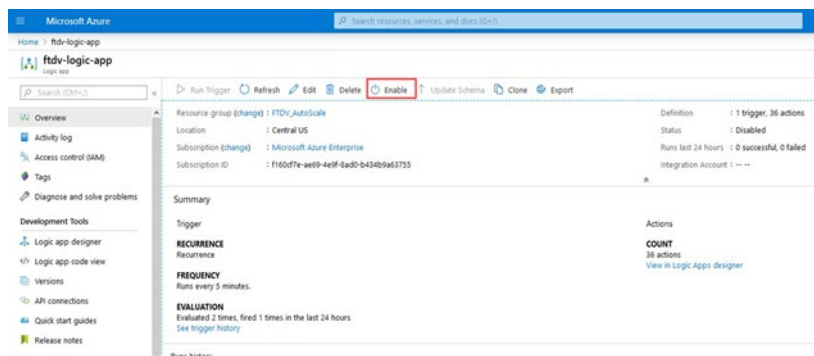 Microsoft Azure
Search resources, services, and docs (G+/)
Home > ftdv-logic-app
ftdv-logic-app
Logic app
Search (Ctrl+/)
«
Run Trigger Refresh Edit Delete Enable Update Schema Clone Export
Overview
Activity log
Access control (IAM)
Tags
Diagnose and solve problems
Development Tools
Logic app designer
</> Logic app code view
Versions
API connections
Quick start guides
Release notes
Resource group (change) : FTDV_AutoScale
Location : Central US
Subscription (change) : Microsoft Azure Enterprise
Subscription ID : f160cf7e-ae69-4e9f-8ad0-b434b9a63755
Definition : 1 trigger, 36 actions
Status : Disabled
Runs last 24 hours : 0 successful, 0 failed
Integration Account : -- --
Summary
Trigger
RECURRENCE
Recurrence
FREQUENCY
Runs every 5 minutes.
EVALUATION
Evaluated 2 times, fired 1 times in the last 24 hours
See trigger history
Actions
COUNT
36 actions
View in Logic Apps designer
Runs history